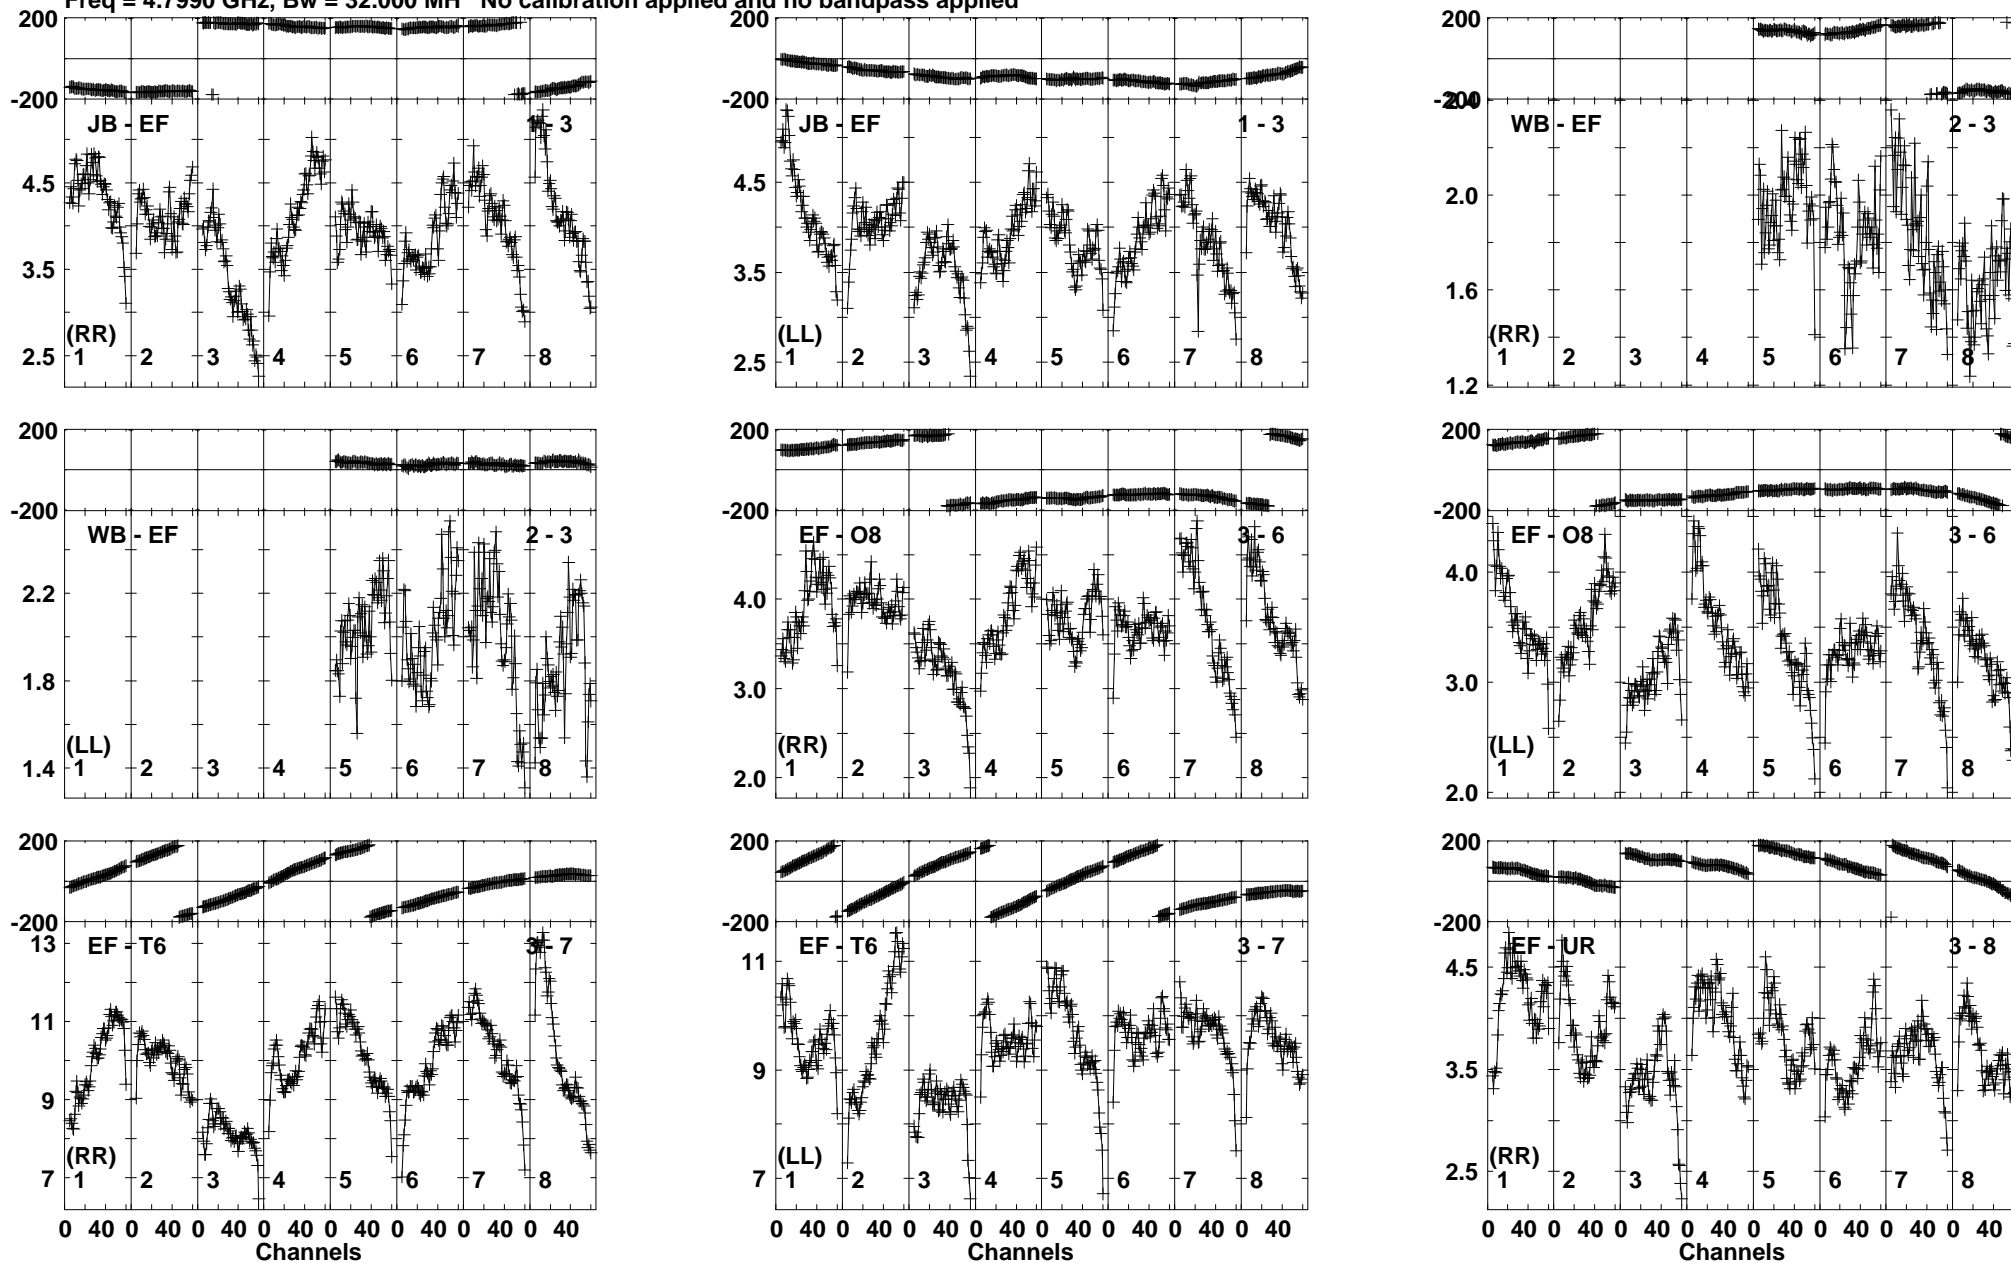 Freq = 4.7990 GHz, Bw = 32.000 MH No calibration applied and no bandpass applied
200 200 200
-200 -200 -200
JB - EF 1 - 3 JB - EF 1 - 3 2.4 WB - EF 2 - 3
4.5 4.5 2.0
3.5 3.5 1.6
(RR) (LL) (RR)
2.5 1 2 3 4 5 6 7 8 2.5 1 2 3 4 5 6 7 8 1 2 3 4 5 6 7 8
1.2
200 200 200
-200 -200 -200
WB - EF 2 - 3 EF - O8 3 - 6 EF - O8 3 - 6
2.2 4.0 4.0
1.8 3.0 3.0
(LL) (RR) (LL)
1.4 1 2 3 4 5 6 7 8 2.0 1 2 3 4 5 6 7 8 2.0 1 2 3 4 5 6 7 8
200 200 200
-200 -200 -200
13 EF - T6 3 - 7 11 EF - T6 3 - 7 4.5 EF - UR 3 - 8
11 9 3.5
9
(RR) (LL) (RR)
7 1 2 3 4 5 6 7 8 7 1 2 3 4 5 6 7 8 2.5 1 2 3 4 5 6 7 8
0 40 0 40 0 40 0 40 0 40 0 40 0 40 0 40 0 40 0 40 0 40 0 40 0 40 0 40 0 40 0 40 0 40 0 40 0 40 0 40 0 40 0 40 0 40 0 40
Channels Channels Channels